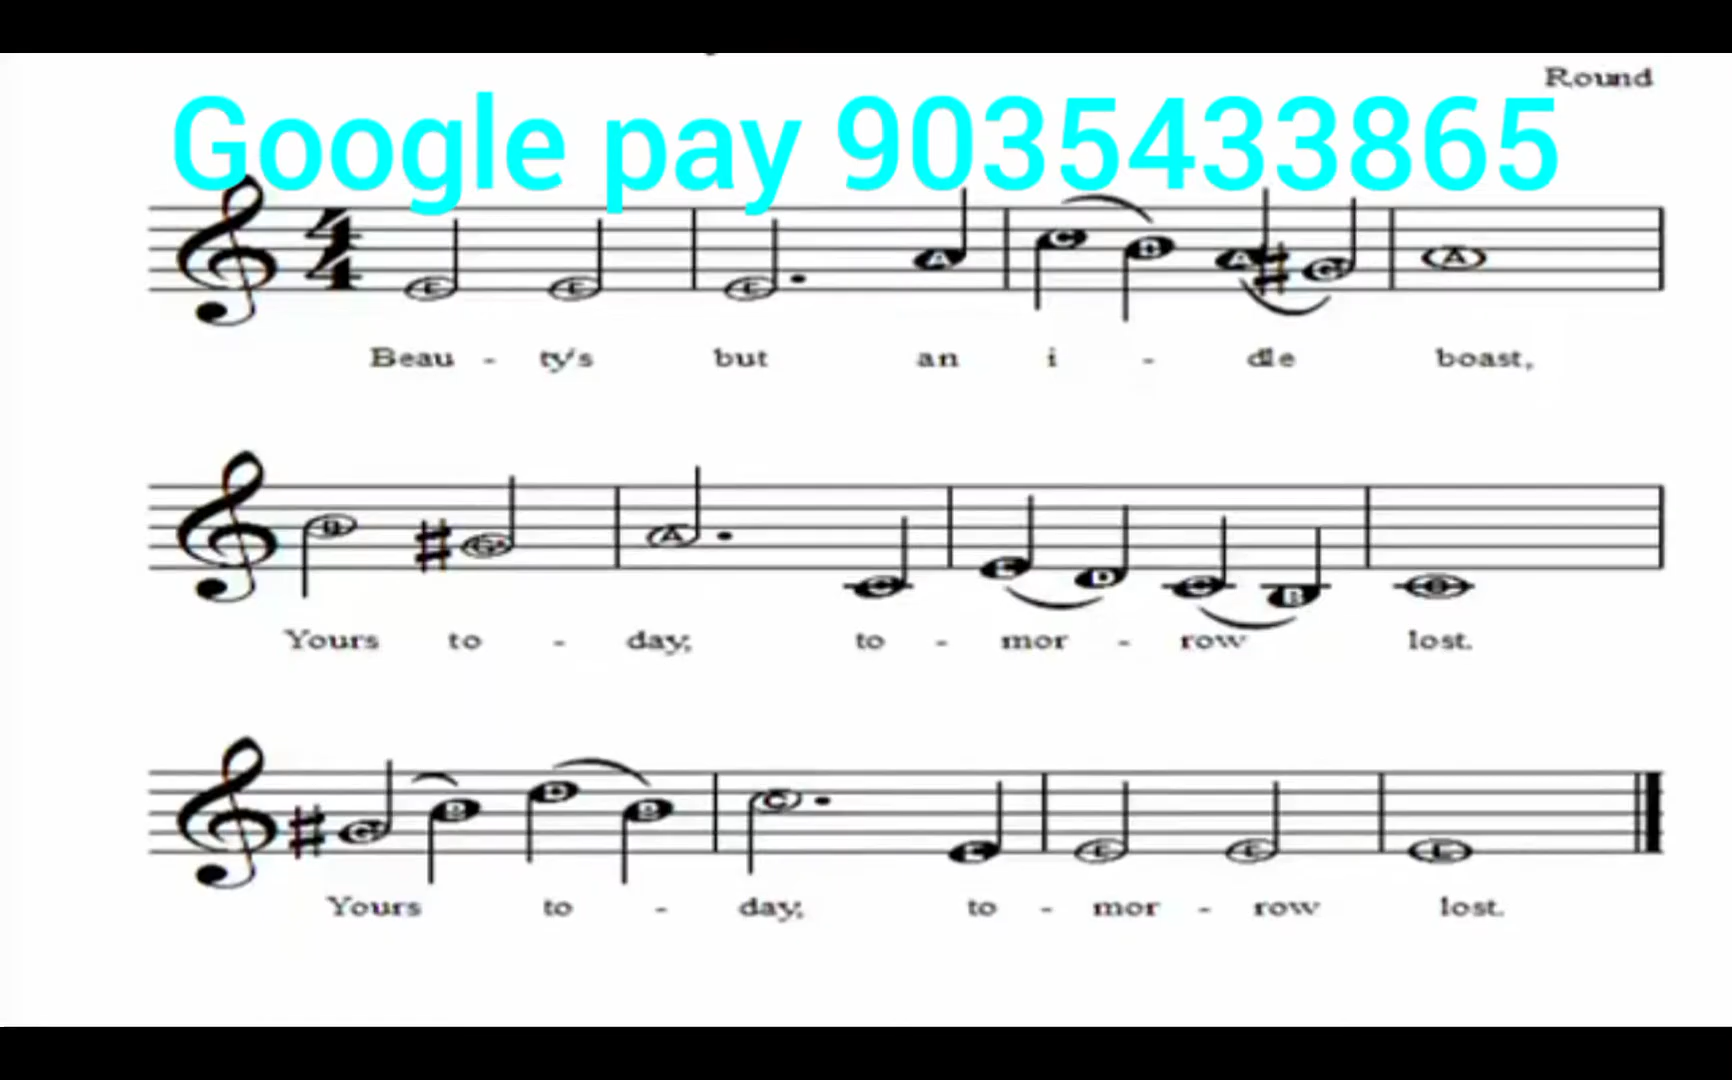 Round
Google pay 9035433865
Beau - ty's but an i - dle boast,
Yours to - day, to - mor - row lost.
Yours to - day, to - mor - row lost.